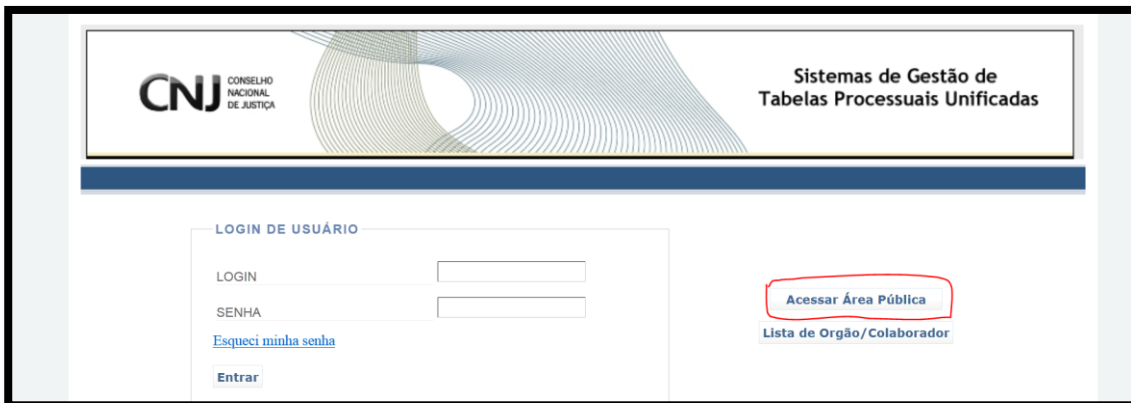 CNJ
CONSELHO
NACIONAL
DE JUSTIÇA
Sistemas de Gestão de
Tabelas Processuais Unificadas
LOGIN DE USUÁRIO
LOGIN
SENHA
Esqueci minha senha
Entrar
Acessar Área Pública
Lista de Orgão/Colaborador